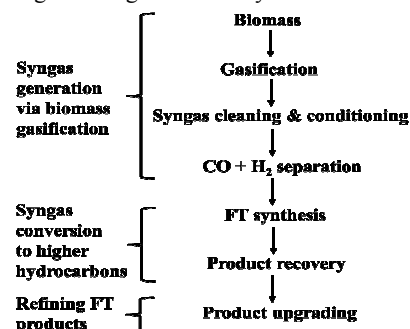 Biomass
Gasification
Syngas cleaning & conditioning
CO + H₂ separation
FT synthesis
Product recovery
Product upgrading
Syngas
generation
via biomass
gasification
Syngas
conversion
to higher
hydrocarbons
Refining FT
products